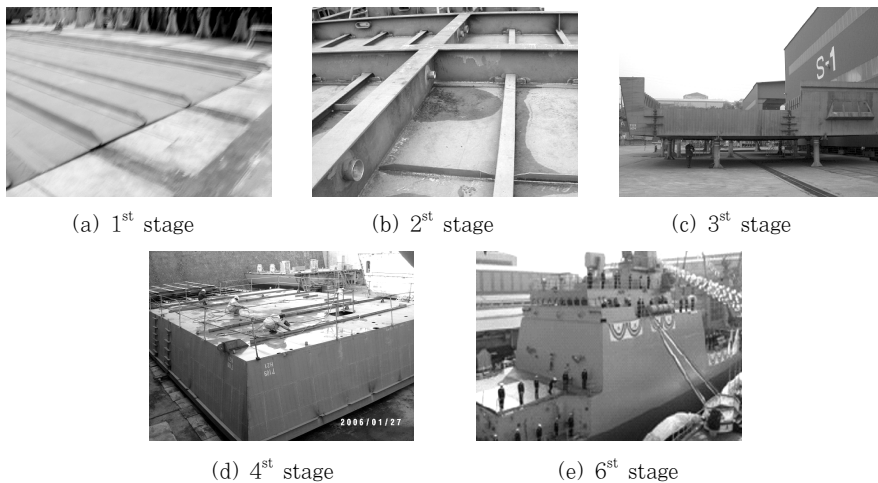 S-1
(a) 1st stage
(b) 2st stage
(c) 3st stage
2006/01/27
(d) 4st stage
(e) 6st stage